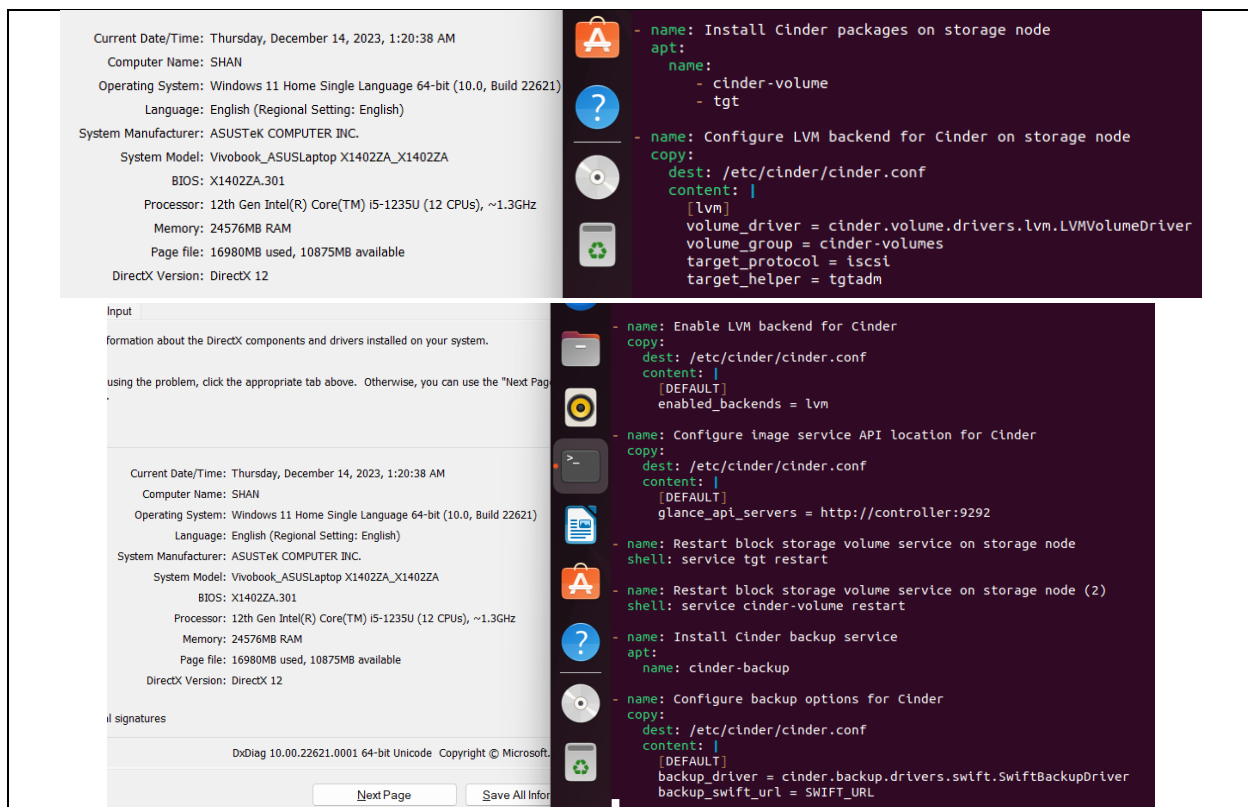 Current Date/Time: Thursday, December 14, 2023, 1:20:38 AM
Computer Name: SHAN
Operating System: Windows 11 Home Single Language 64-bit (10.0, Build 22621)
Language: English (Regional Setting: English)
System Manufacturer: ASUSTeK COMPUTER INC.
System Model: Vivobook_ASUSLaptop X1402ZA_X1402ZA
BIOS: X1402ZA.301
Processor: 12th Gen Intel(R) Core(TM) i5-1235U (12 CPUs), ~1.3GHz
Memory: 24576MB RAM
Page file: 16980MB used, 10875MB available
DirectX Version: DirectX 12
- name: Install Cinder packages on storage node
apt:
name:
- cinder-volume
- tgt
- name: Configure LVM backend for Cinder on storage node
copy:
dest: /etc/cinder/cinder.conf
content: |
[lvm]
volume_driver = cinder.volume.drivers.lvm.LVMVolumeDriver
volume_group = cinder-volumes
target_protocol = iscsi
target_helper = tgtadm
Input
formation about the DirectX components and drivers installed on your system.
using the problem, click the appropriate tab above.  Otherwise, you can use the "Next Pag
Current Date/Time: Thursday, December 14, 2023, 1:20:38 AM
Computer Name: SHAN
Operating System: Windows 11 Home Single Language 64-bit (10.0, Build 22621)
Language: English (Regional Setting: English)
System Manufacturer: ASUSTeK COMPUTER INC.
System Model: Vivobook_ASUSLaptop X1402ZA_X1402ZA
BIOS: X1402ZA.301
Processor: 12th Gen Intel(R) Core(TM) i5-1235U (12 CPUs), ~1.3GHz
Memory: 24576MB RAM
Page file: 16980MB used, 10875MB available
DirectX Version: DirectX 12
l signatures
DxDiag 10.00.22621.0001 64-bit Unicode  Copyright © Microsoft.
Next Page
Save All Infor
- name: Enable LVM backend for Cinder
copy:
dest: /etc/cinder/cinder.conf
content: |
[DEFAULT]
enabled_backends = lvm
- name: Configure image service API location for Cinder
copy:
dest: /etc/cinder/cinder.conf
content: |
[DEFAULT]
glance_api_servers = http://controller:9292
- name: Restart block storage volume service on storage node
shell: service tgt restart
- name: Restart block storage volume service on storage node (2)
shell: service cinder-volume restart
- name: Install Cinder backup service
apt:
name: cinder-backup
- name: Configure backup options for Cinder
copy:
dest: /etc/cinder/cinder.conf
content: |
[DEFAULT]
backup_driver = cinder.backup.drivers.swift.SwiftBackupDriver
backup_swift_url = SWIFT_URL